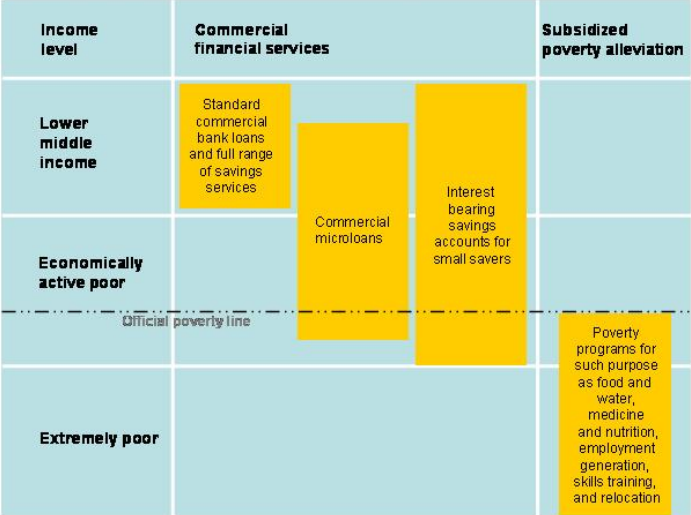 Income
level
Commercial
financial services
Subsidized
poverty alleviation
Lower
middle
income
Standard
commercial
bank loans
and full range
of savings
services
Commercial
microloans
Interest
bearing
savings
accounts for
small savers
Economically
active poor
Official poverty line
Poverty
programs for
such purpose
as food and
water,
medicine
and nutrition,
employment
generation,
skills training,
and relocation
Extremely poor